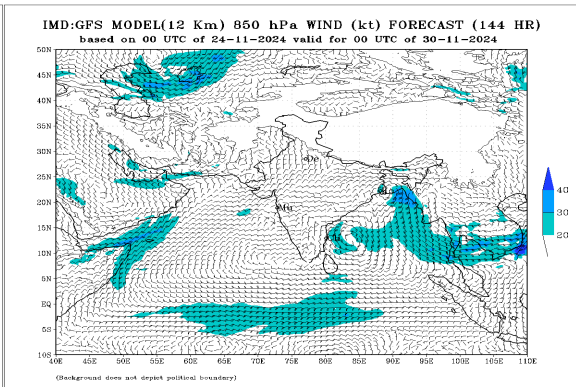 IMD:GFS MODEL(12 Km) 850 hPa WIND (kt) FORECAST (144 HR)
based on 00 UTC of 24-11-2024 valid for 00 UTC of 30-11-2024
50N
45N
40N
35N
30N
25N
20N
15N
10N
5N
EQ
5S
10S
De
Mu
40
30
20
40E 45E 50E 55E 60E 65E 70E 75E 80E 85E 90E 95E 100E 105E 110E
(Background does not depict political boundary)